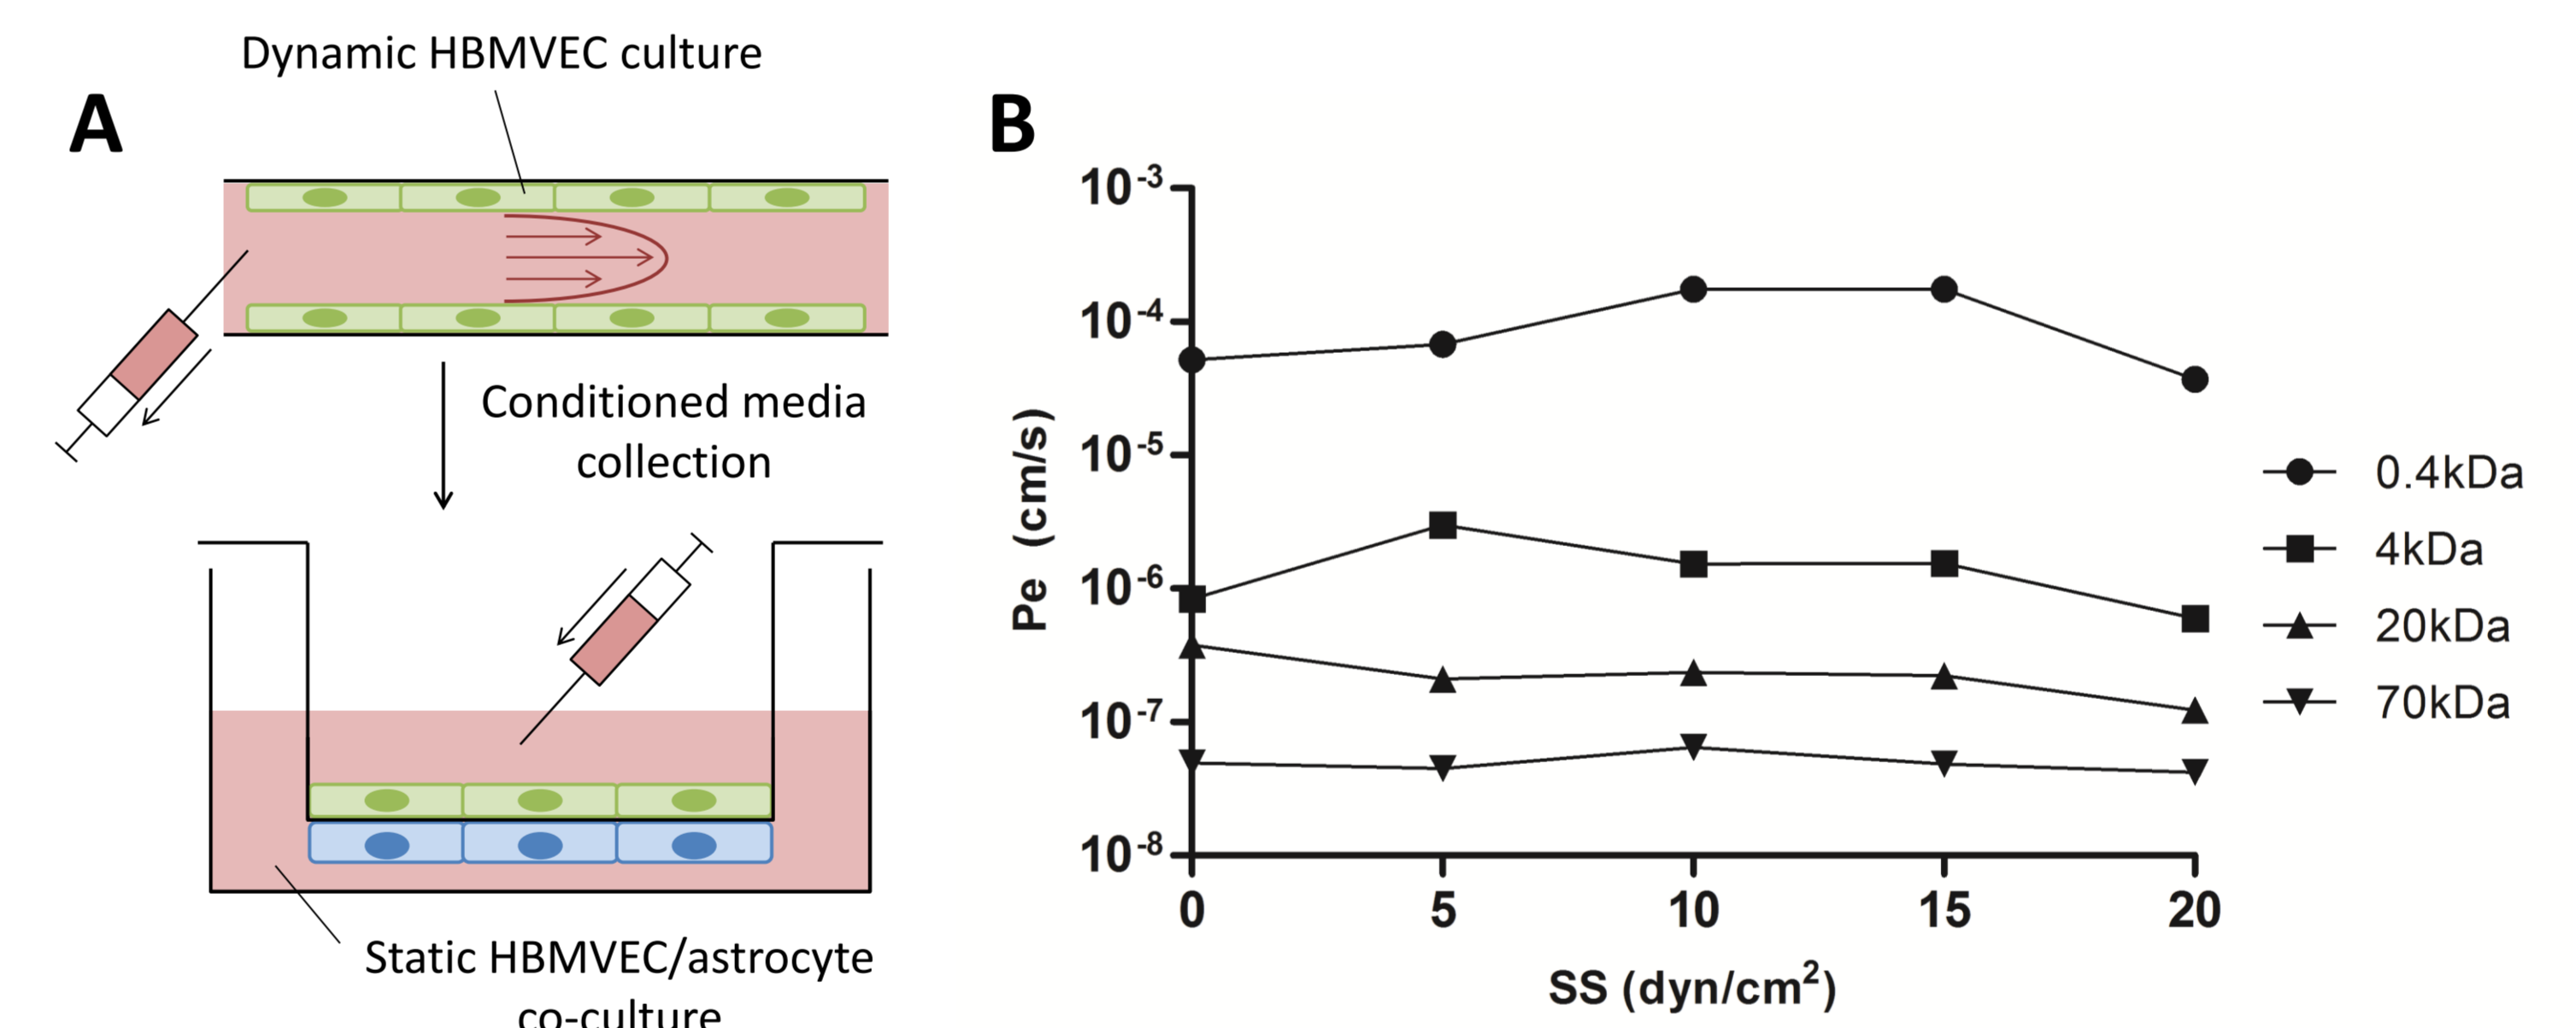 Dynamic HBMVEC culture
A
Conditioned media
collection
Static HBMVEC/astrocyte
co-culture
B
10-3
10-4
10-5
10-6
10-7
10-8
Pe (cm/s)
0 5 10 15 20
SS (dyn/cm2)
0.4kDa
4kDa
20kDa
70kDa